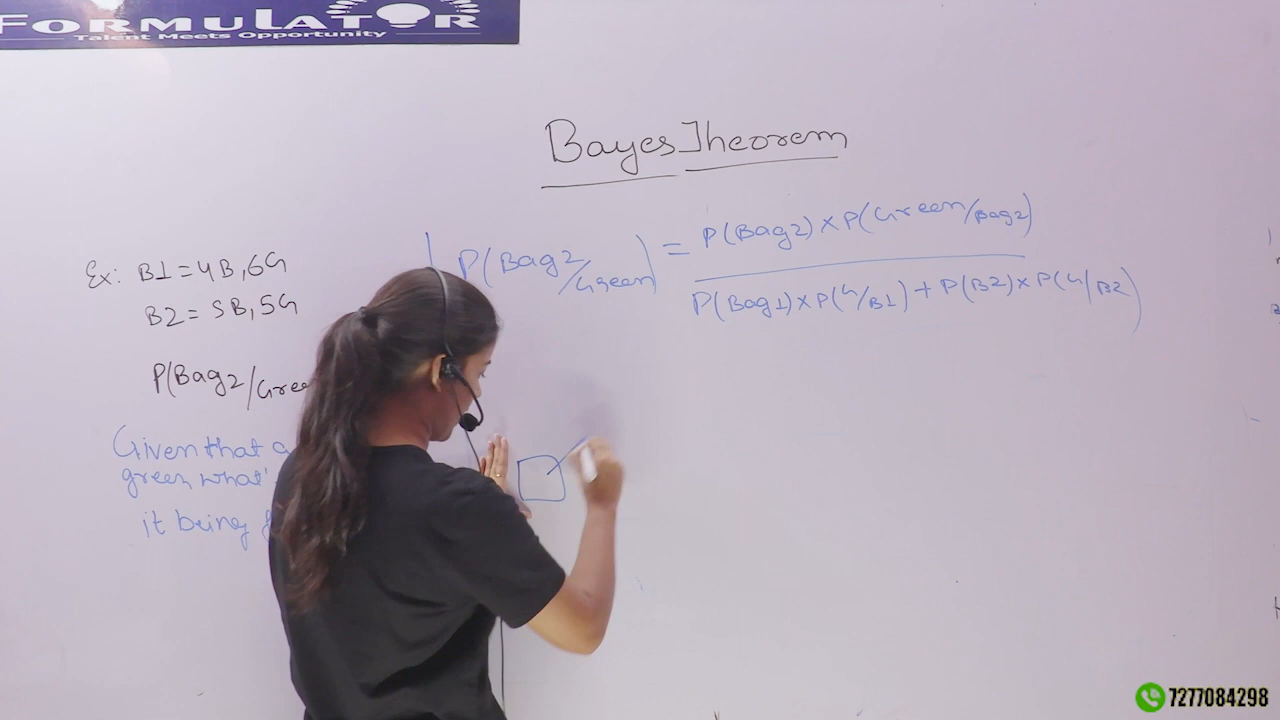 FORMULATOR
Talent Meets Opportunity
Bayes Theorem
Ex: B1 = 4B, 6G
B2 = 5B, 5G
P(Bag2/Gree
Given that a
green what'
it being
P(Bag2/Green) = P(Bag2) x P(Green/Bag2)
P(Bag1) x P(G/B1) + P(B2) x P(G/B2)
7277084298